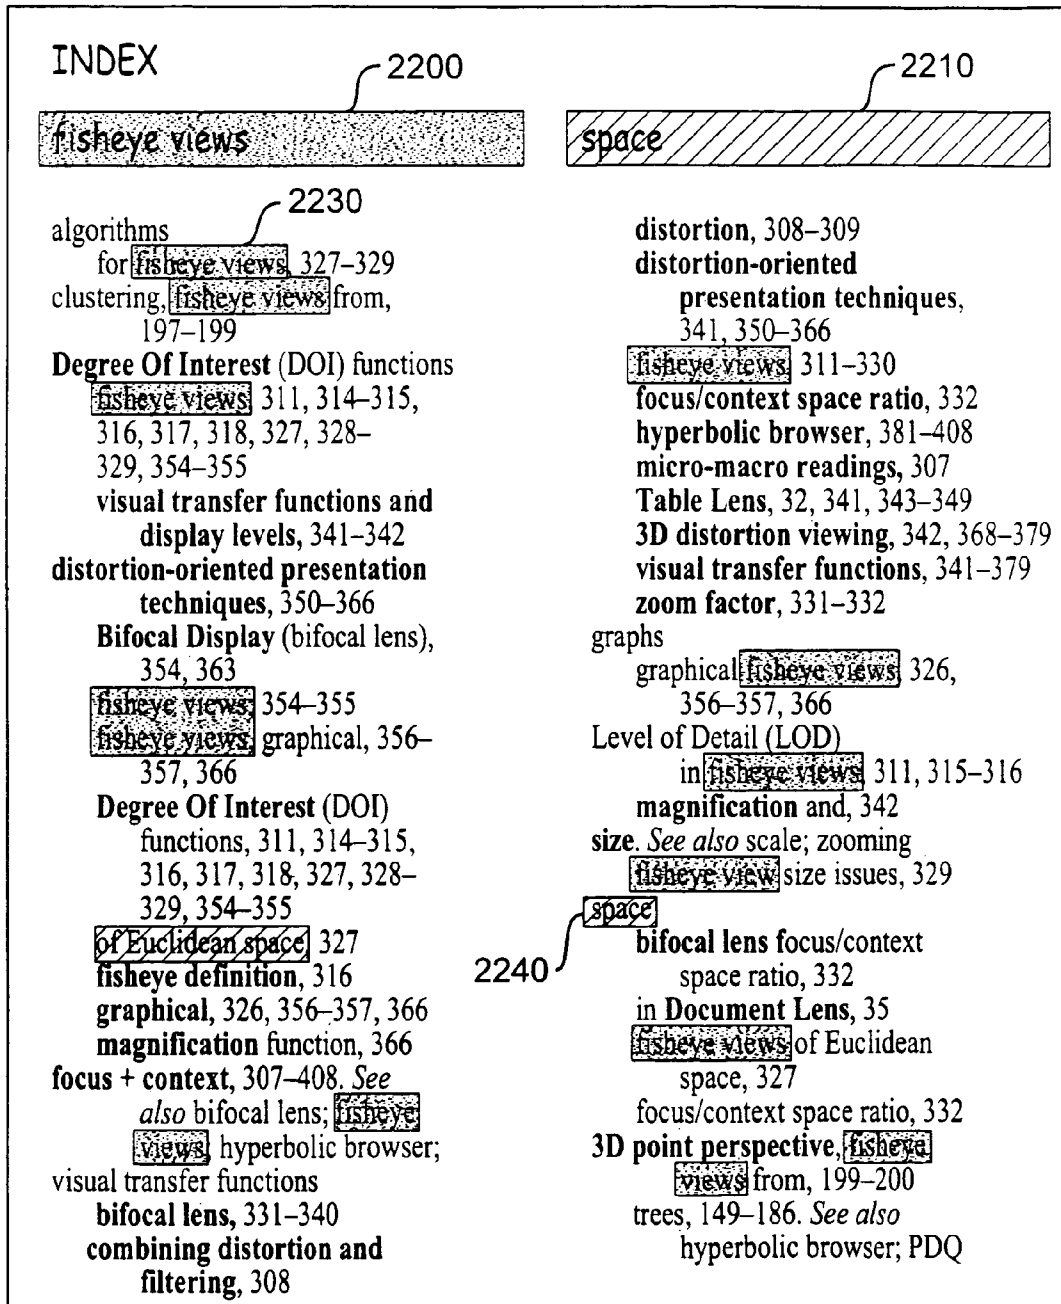 INDEX
2200
2210
fisheye views
space
2230
algorithms
for fisheye views, 327–329
clustering, fisheye views from,
197–199
Degree Of Interest (DOI) functions
fisheye views, 311, 314–315,
316, 317, 318, 327, 328–
329, 354–355
visual transfer functions and
display levels, 341–342
distortion-oriented presentation
techniques, 350–366
Bifocal Display (bifocal lens),
354, 363
fisheye views, 354–355
fisheye views, graphical, 356–
357, 366
Degree Of Interest (DOI)
functions, 311, 314–315,
316, 317, 318, 327, 328–
329, 354–355
of Euclidean space, 327
fisheye definition, 316
graphical, 326, 356–357, 366
magnification function, 366
focus + context, 307–408. See
also bifocal lens; fisheye
views, hyperbolic browser;
visual transfer functions
bifocal lens, 331–340
combining distortion and
filtering, 308
distortion, 308–309
distortion-oriented
presentation techniques,
341, 350–366
fisheye views, 311–330
focus/context space ratio, 332
hyperbolic browser, 381–408
micro-macro readings, 307
Table Lens, 32, 341, 343–349
3D distortion viewing, 342, 368–379
visual transfer functions, 341–379
zoom factor, 331–332
graphs
graphical fisheye views, 326,
356–357, 366
Level of Detail (LOD)
in fisheye views, 311, 315–316
magnification and, 342
size. See also scale; zooming
fisheye view size issues, 329
space
2240
bifocal lens focus/context
space ratio, 332
in Document Lens, 35
fisheye views of Euclidean
space, 327
focus/context space ratio, 332
3D point perspective, fisheye
views from, 199–200
trees, 149–186. See also
hyperbolic browser; PDQ